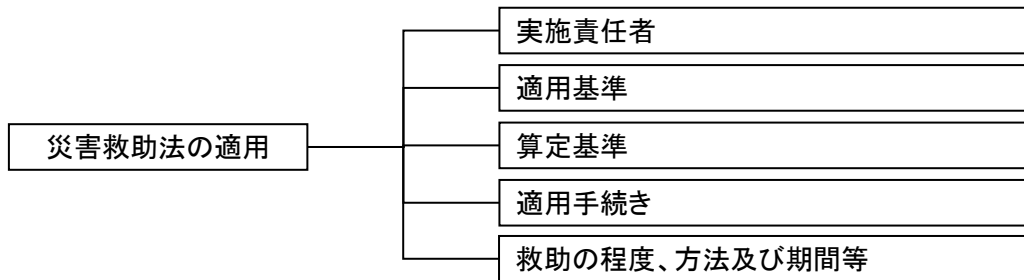 災害救助法の適用
実施責任者
適用基準
算定基準
適用手続き
救助の程度、方法及び期間等